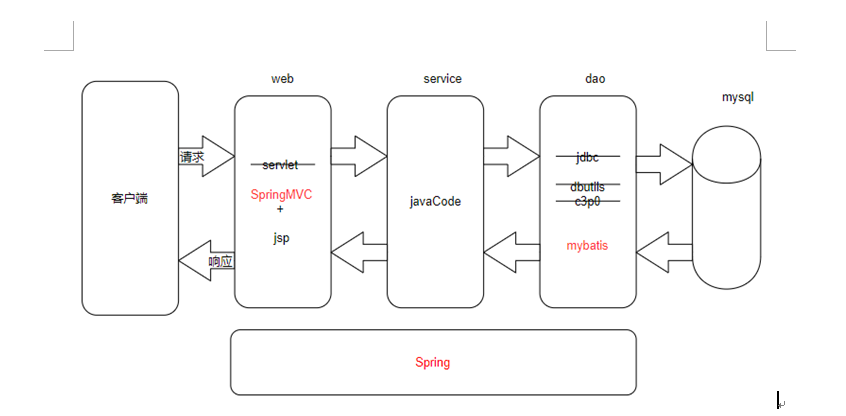 web
service
dao
mysql
请求
servlet
SpringMVC
+
jsp
客户端
响应
javaCode
jdbc
dbutlls
c3p0
mybatis
Spring